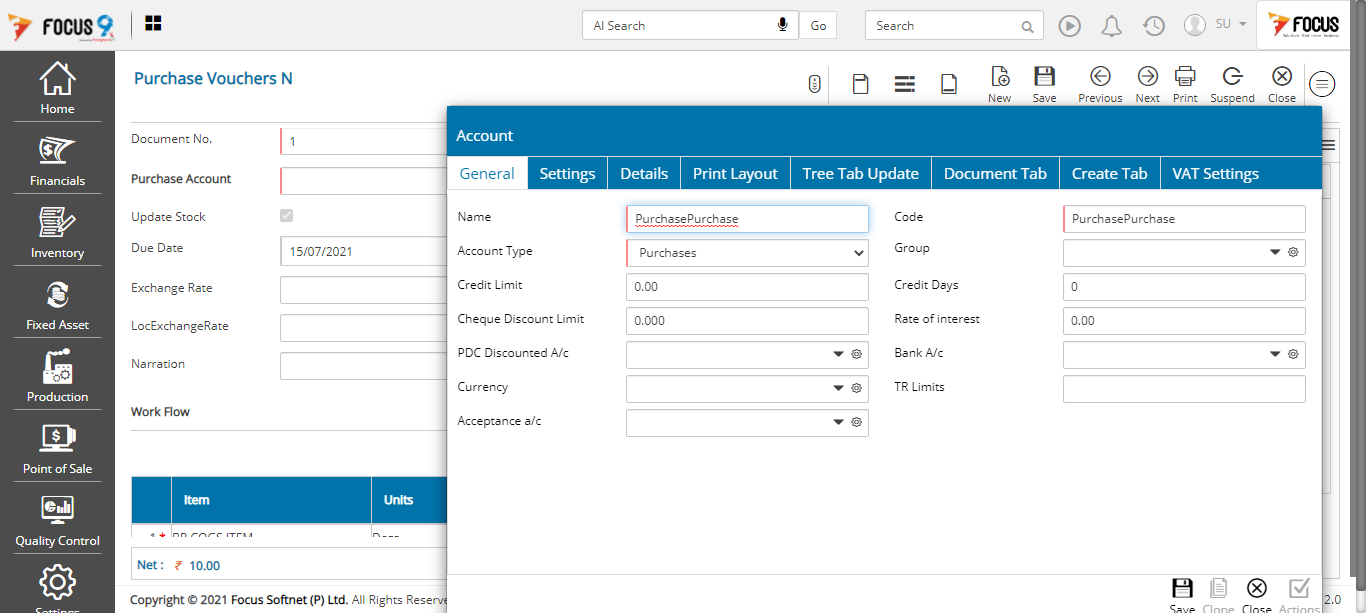 FOCUS 9
AI Search
Go
Search
SU
FOCUS
Home
Financials
Inventory
Fixed Asset
Production
Point of Sale
Quality Control
Settings
Purchase Vouchers N
New Save Previous Next Print Suspend Close
Document No. 1
Purchase Account
Update Stock
Due Date 15/07/2021
Exchange Rate
LocExchangeRate
Narration
Work Flow
Item Units
1 * BR COGS ITEM
Net : ₹ 10.00
Account
General Settings Details Print Layout Tree Tab Update Document Tab Create Tab VAT Settings
Name PurchasePurchase Code PurchasePurchase
Account Type Purchases Group
Credit Limit 0.00 Credit Days 0
Cheque Discount Limit 0.000 Rate of interest 0.00
PDC Discounted A/c Bank A/c
Currency TR Limits
Acceptance a/c
Save Clone Close Actions
Copyright © 2021 Focus Softnet (P) Ltd. All Rights Reserve
2.0